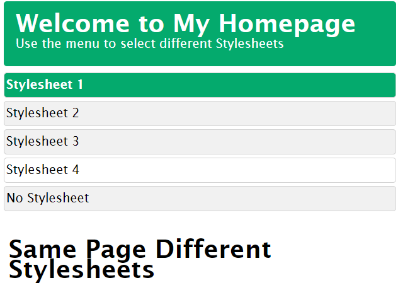 Welcome to My Homepage
Use the menu to select different Stylesheets
Stylesheet 1
Stylesheet 2
Stylesheet 3
Stylesheet 4
No Stylesheet
Same Page Different
Stylesheets